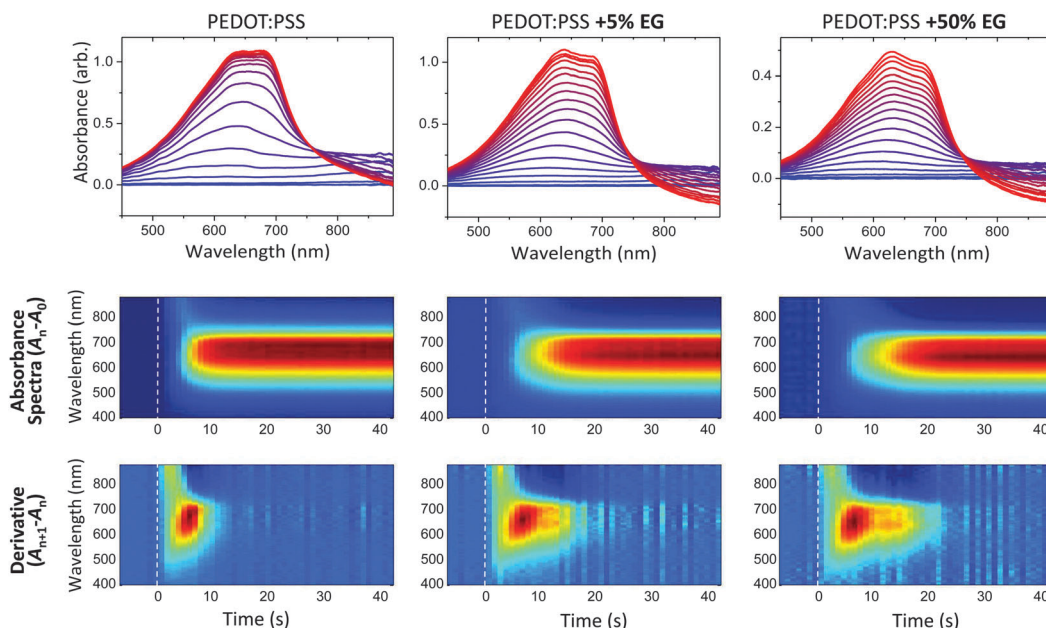 PEDOT:PSS
PEDOT:PSS +5% EG
PEDOT:PSS +50% EG
Absorbance (arb.)
1.0
0.5
0.0
1.0
0.5
0.0
0.4
0.2
0.0
500 600 700 800
500 600 700 800
500 600 700 800
Wavelength (nm)
Wavelength (nm)
Wavelength (nm)
Absorbance
Spectra (An-A0)
Wavelength (nm)
800
700
600
500
400
800
700
600
500
400
800
700
600
500
400
0 10 20 30 40
0 10 20 30 40
0 10 20 30 40
Derivative
(An+1-An)
Wavelength (nm)
800
700
600
500
400
800
700
600
500
400
800
700
600
500
400
0 10 20 30 40
0 10 20 30 40
0 10 20 30 40
Time (s)
Time (s)
Time (s)